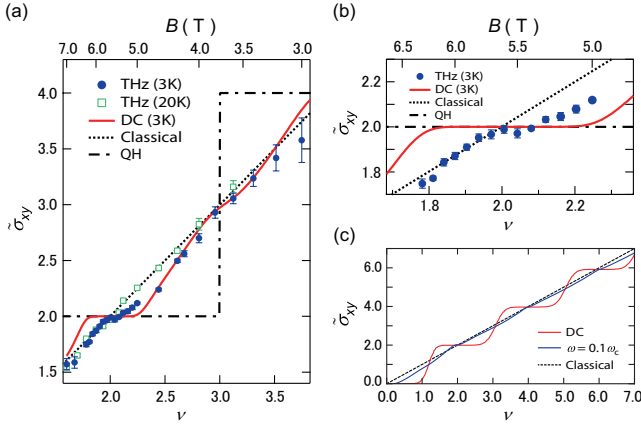 (a)
B (T)
7.0 6.0 5.0 4.0 3.0
4.0
3.5
3.0
2.5
2.0
1.5
σ̃xy
THz (3K)
THz (20K)
DC (3K)
Classical
QH
2.0 2.5 3.0 3.5
ν
(b)
B (T)
6.5 6.0 5.5 5.0
2.2
2.0
1.8
σ̃xy
THz (3K)
DC (3K)
Classical
QH
1.8 2.0 2.2 2.4
ν
(c)
6.0
4.0
2.0
0.0
σ̃xy
DC
ω = 0.1ωc
Classical
0.0 1.0 2.0 3.0 4.0 5.0 6.0 7.0
ν